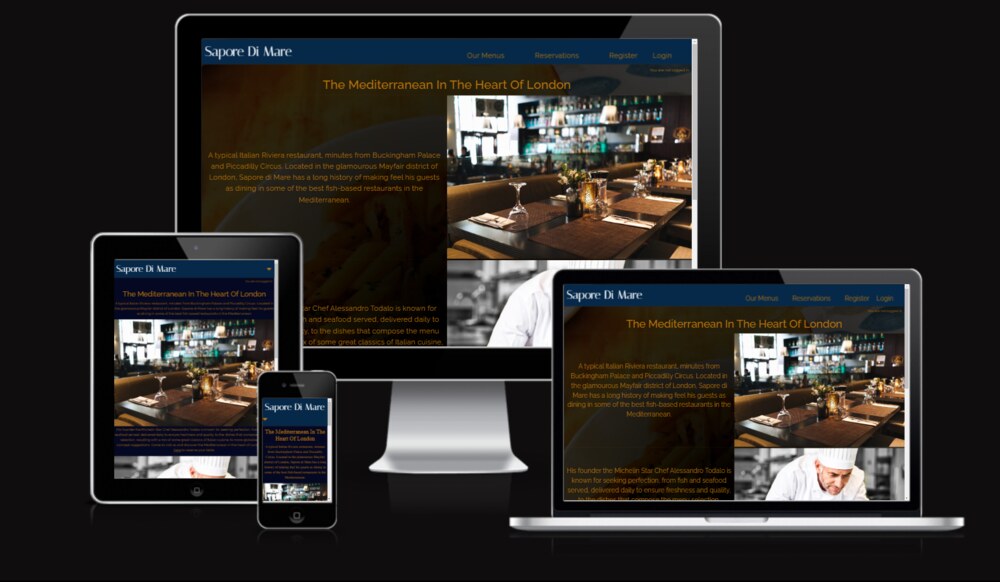 Sapore Di Mare
Our Menus Reservations Register Login
The Mediterranean In The Heart Of London
A typical Italian Riviera restaurant, minutes from Buckingham Palace
and Piccadilly Circus. Located in the glamourous Mayfair district of
London, Sapore di Mare has a long history of making feel his guests
as dining in some of the best fish-based restaurants in the
Mediterranean.
ar Chef Alessandro Todalo is known for
h and seafood served, delivered daily to
y, to the dishes that compose the menu
x of some great classics of Italian cuisine,
Sapore Di Mare
The Mediterranean In The Heart Of London
Sapore Di Mare
The Mediterranean In The
Heart Of London
Sapore Di Mare
Our Menus Reservations Register Login
The Mediterranean In The Heart Of London
A typical Italian Riviera restaurant, minutes from
Buckingham Palace and Piccadilly Circus. Located in
the glamourous Mayfair district of London, Sapore di
Mare has a long history of making feel his guests as
dining in some of the best fish-based restaurants in the
Mediterranean.
His founder the Michelin Star Chef Alessandro Todalo is
known for seeking perfection, from fish and seafood
served, delivered daily to ensure freshness and quality,
to the dishes that compose the menu selection